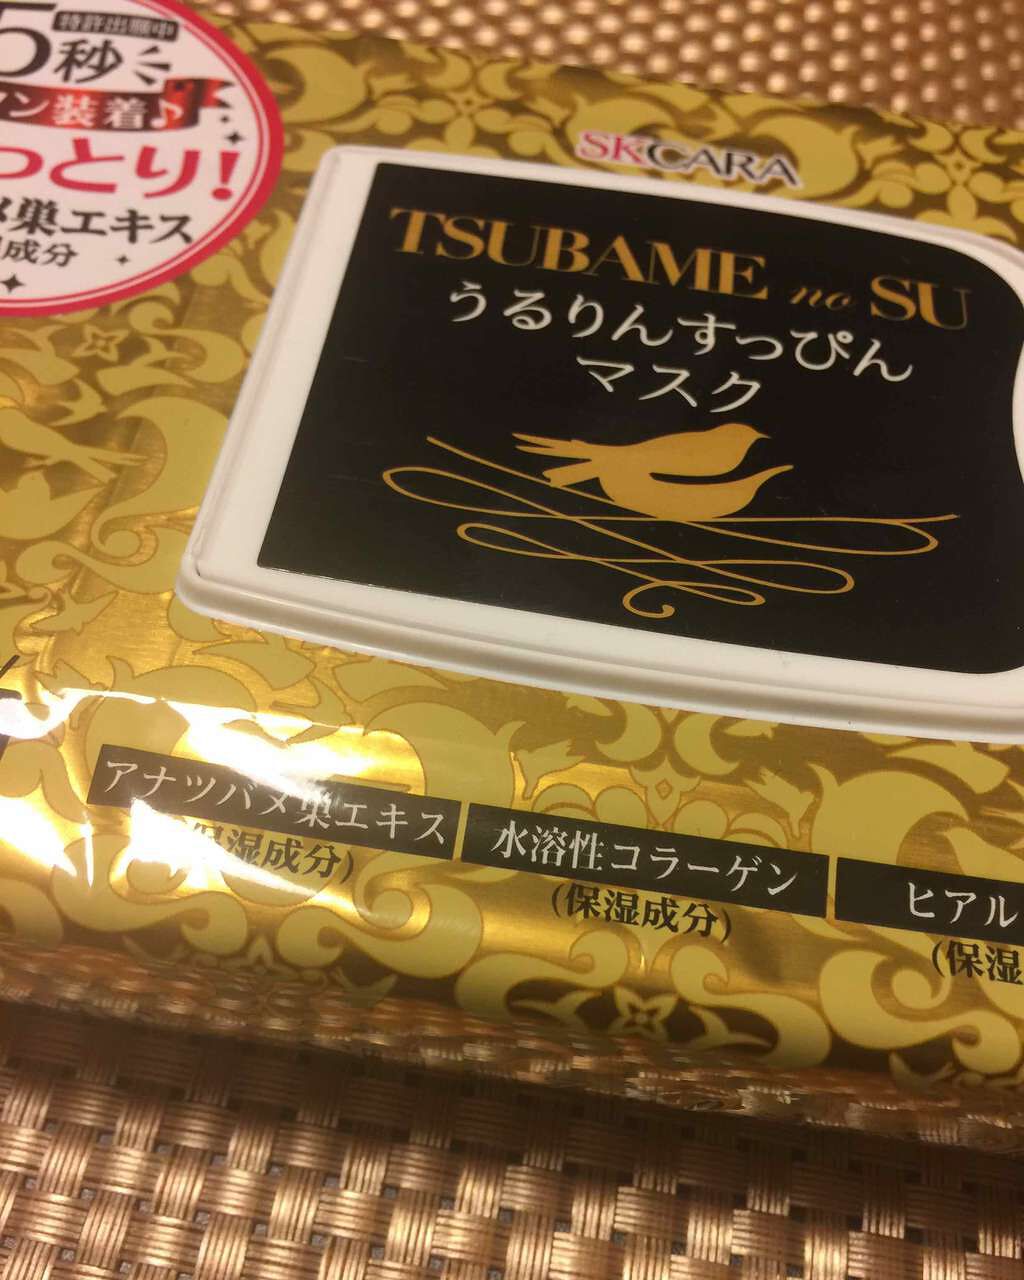 5秒
特許出願中
ン装着♪
っとり!
メ巣エキス
成分
SKCARA
TSUBAME no SU
うるりんすっぴん
マスク
アナツバメ巣エキス
保湿成分)
水溶性コラーゲン
(保湿成分)
ヒアル
(保湿